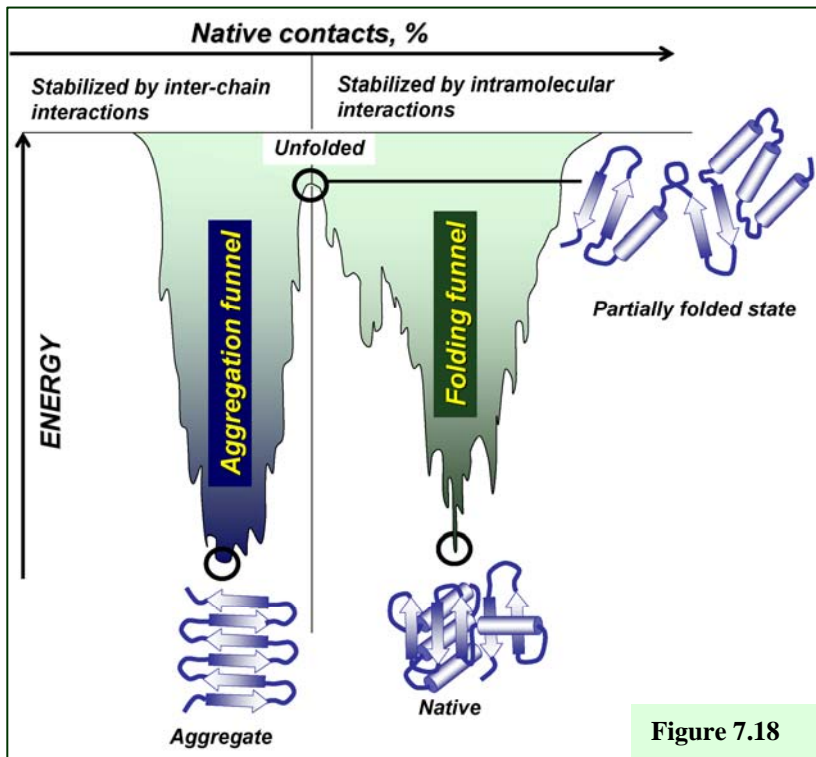 Native contacts, %
Stabilized by inter-chain
interactions
Stabilized by intramolecular
interactions
Unfolded
ENERGY
Aggregation funnel
Folding funnel
Partially folded state
Aggregate
Native
Figure 7.18